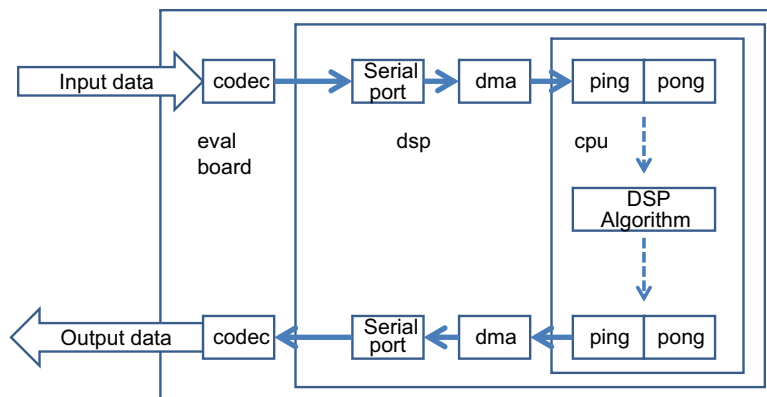 Input data
codec
Serial
port
dma
ping
pong
eval
board
dsp
cpu
DSP
Algorithm
Output data
codec
Serial
port
dma
ping
pong